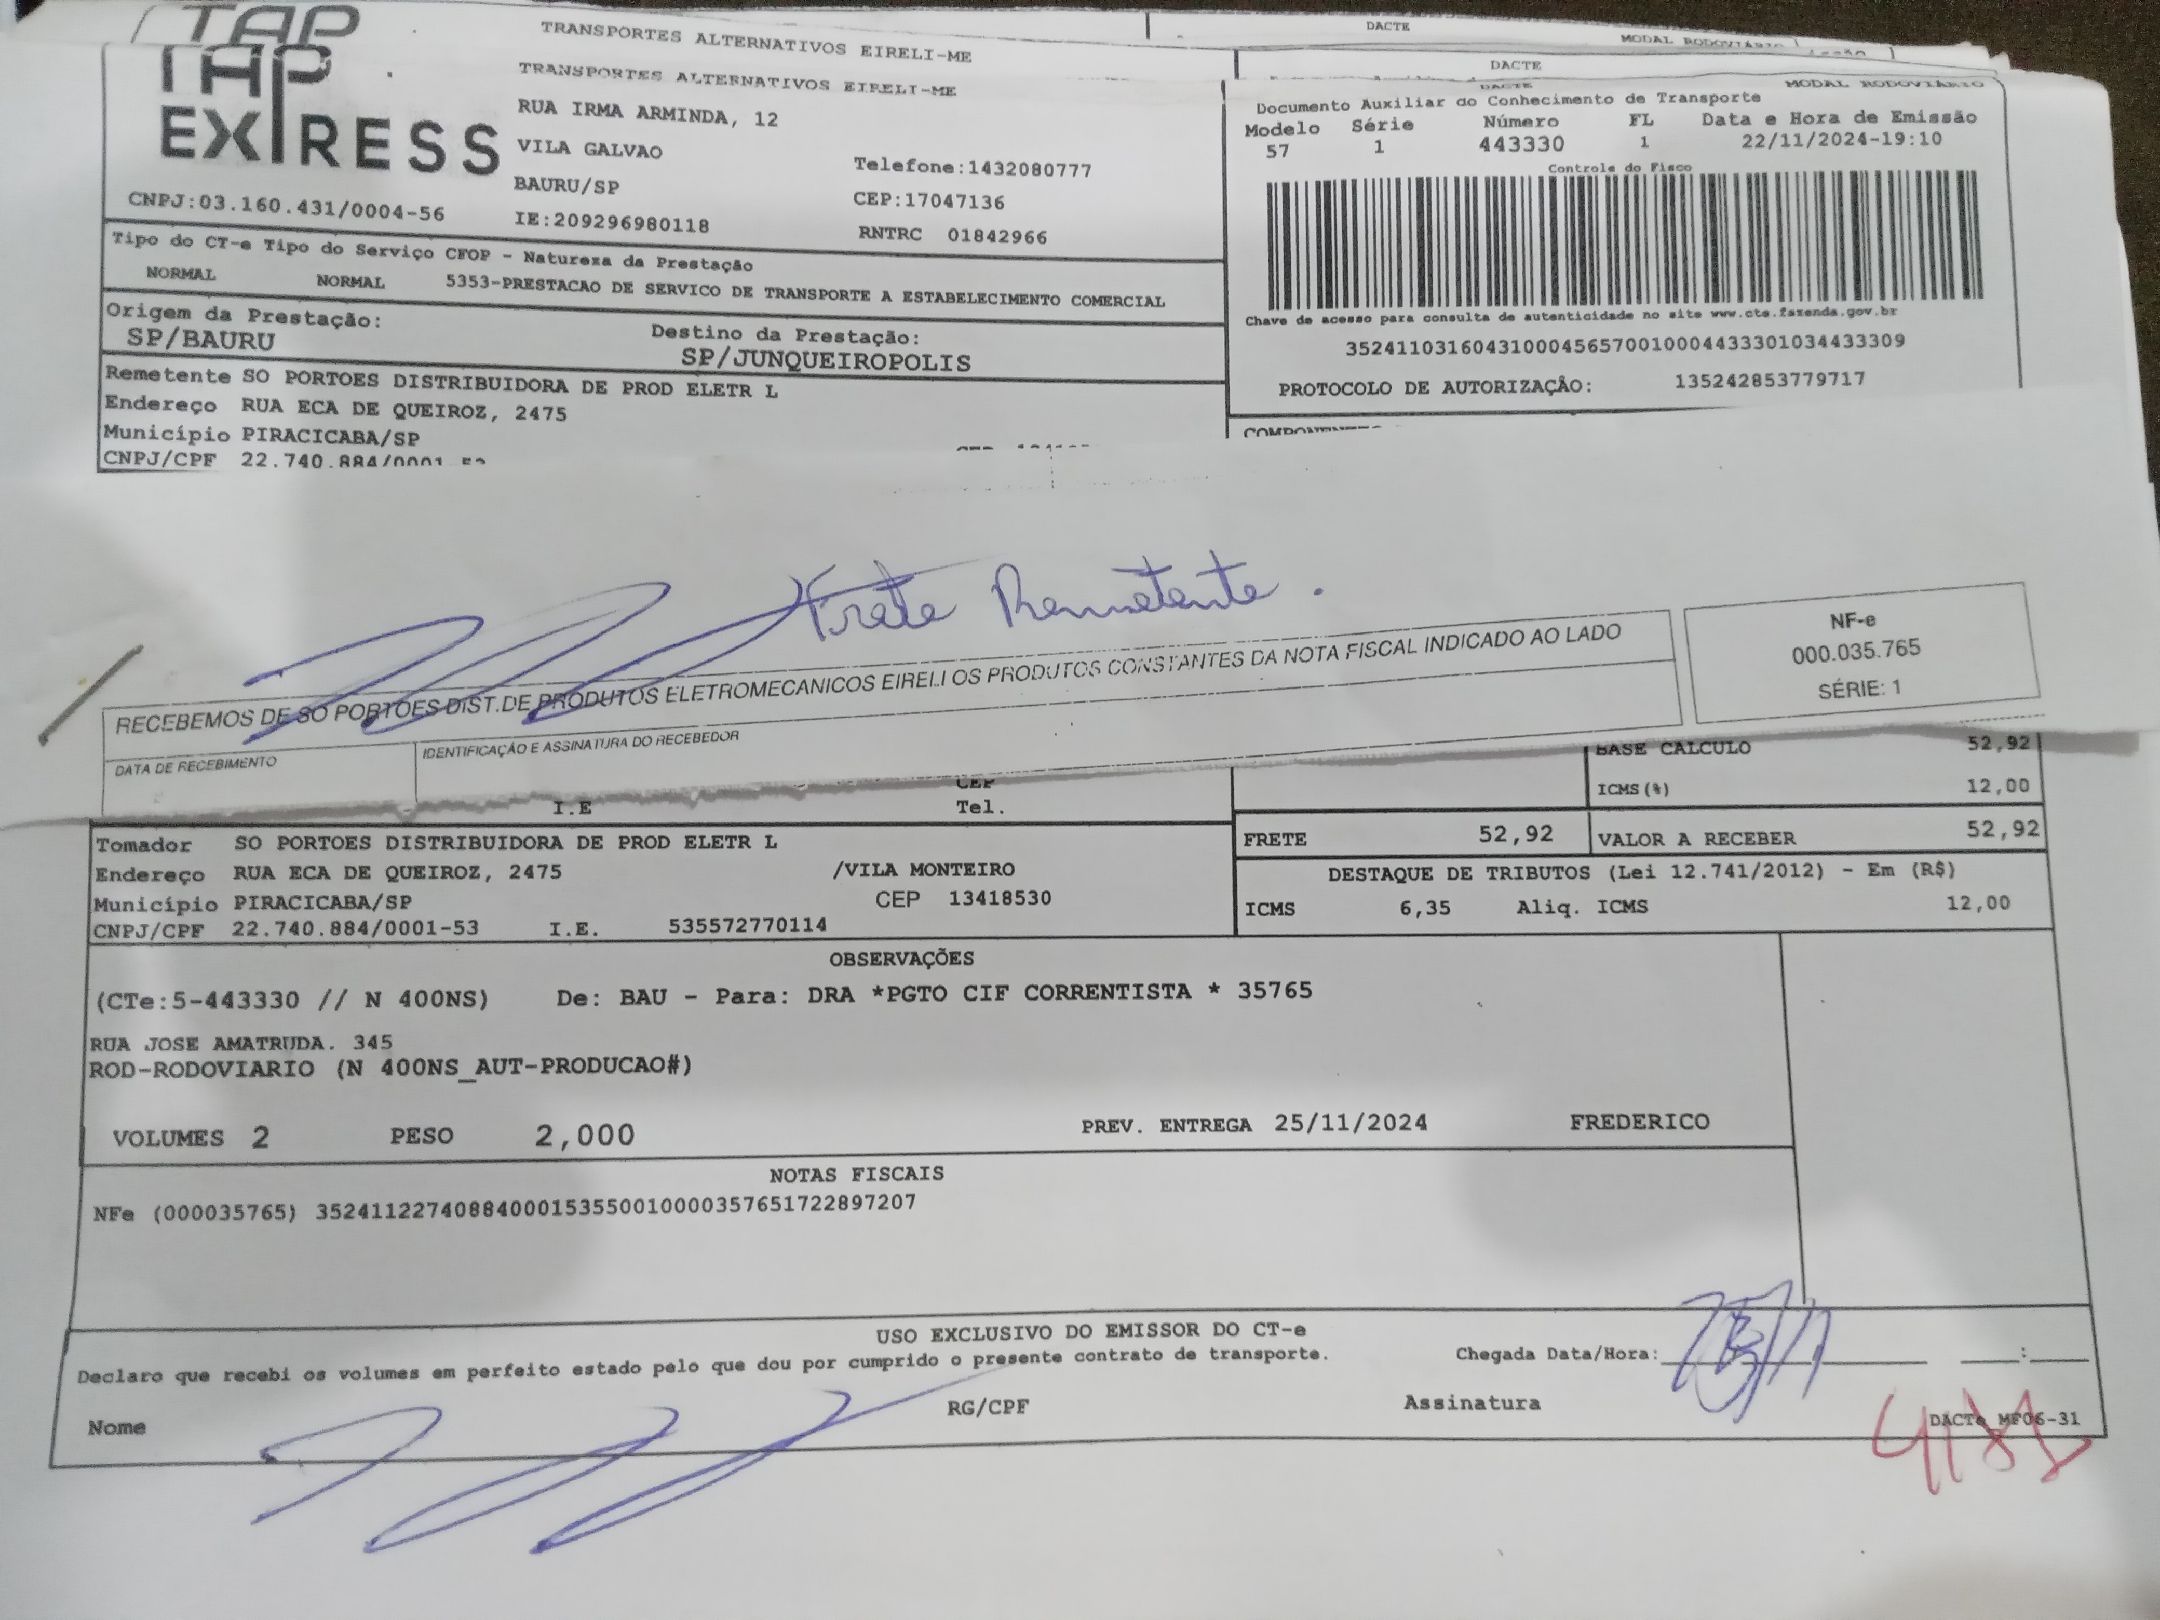 TAP
TRANSPORTES ALTERNATIVOS EIRELI-ME
DACTE
MODAL RODOVIÁRIO
TAP EXPRESS
TRANSPORTES ALTERNATIVOS EIRELI-ME
DACTE
RUA IRMA ARMINDA, 12
VILA GALVAO
Telefone:1432080777
BAURU/SP
CEP:17047136
CNPJ:03.160.431/0004-56
IE:209296980118
RNTRC 01842966
DACTE
MODAL RODOVIÁRIO
Documento Auxiliar do Conhecimento de Transporte
Modelo Série Número FL Data e Hora de Emissão
57 1 443330 1 22/11/2024-19:10
Controle do Fisco
Chave de acesso para consulta de autenticidade no site www.cte.fazenda.gov.br
35241103160431000456570010004433301034433309
PROTOCOLO DE AUTORIZAÇÃO: 135242853779717
Tipo do CT-e Tipo do Serviço CFOP - Natureza da Prestação
NORMAL NORMAL 5353-PRESTACAO DE SERVICO DE TRANSPORTE A ESTABELECIMENTO COMERCIAL
Origem da Prestação: Destino da Prestação:
SP/BAURU SP/JUNQUEIROPOLIS
Remetente SO PORTOES DISTRIBUIDORA DE PROD ELETR L
Endereço RUA ECA DE QUEIROZ, 2475
Município PIRACICABA/SP
CNPJ/CPF 22.740.884/0001-53
Frete Remetente.
RECEBEMOS DE SO PORTOES DIST.DE PRODUTOS ELETROMECANICOS EIRELI OS PRODUTOS CONSTANTES DA NOTA FISCAL INDICADO AO LADO
NF-e
000.035.765
SÉRIE: 1
DATA DE RECEBIMENTO
IDENTIFICAÇÃO E ASSINATURA DO RECEBEDOR
CEP
I.E Tel.
BASE CALCULO 52,92
ICMS(%) 12,00
FRETE 52,92 VALOR A RECEBER 52,92
DESTAQUE DE TRIBUTOS (Lei 12.741/2012) - Em (R$)
ICMS 6,35 Aliq. ICMS 12,00
Tomador SO PORTOES DISTRIBUIDORA DE PROD ELETR L
Endereço RUA ECA DE QUEIROZ, 2475 /VILA MONTEIRO
Município PIRACICABA/SP CEP 13418530
CNPJ/CPF 22.740.884/0001-53 I.E. 535572770114
OBSERVAÇÕES
(CTe:5-443330 // N 400NS) De: BAU - Para: DRA *PGTO CIF CORRENTISTA * 35765
RUA JOSE AMATRUDA. 345
ROD-RODOVIARIO (N 400NS_AUT-PRODUCAO#)
VOLUMES 2 PESO 2,000 PREV. ENTREGA 25/11/2024 FREDERICO
NOTAS FISCAIS
NFe (000035765) 35241122740884000153550010000357651722897207
USO EXCLUSIVO DO EMISSOR DO CT-e
Declaro que recebi os volumes em perfeito estado pelo que dou por cumprido o presente contrato de transporte.
Chegada Data/Hora: :
Nome RG/CPF Assinatura
DACTe MF06-31